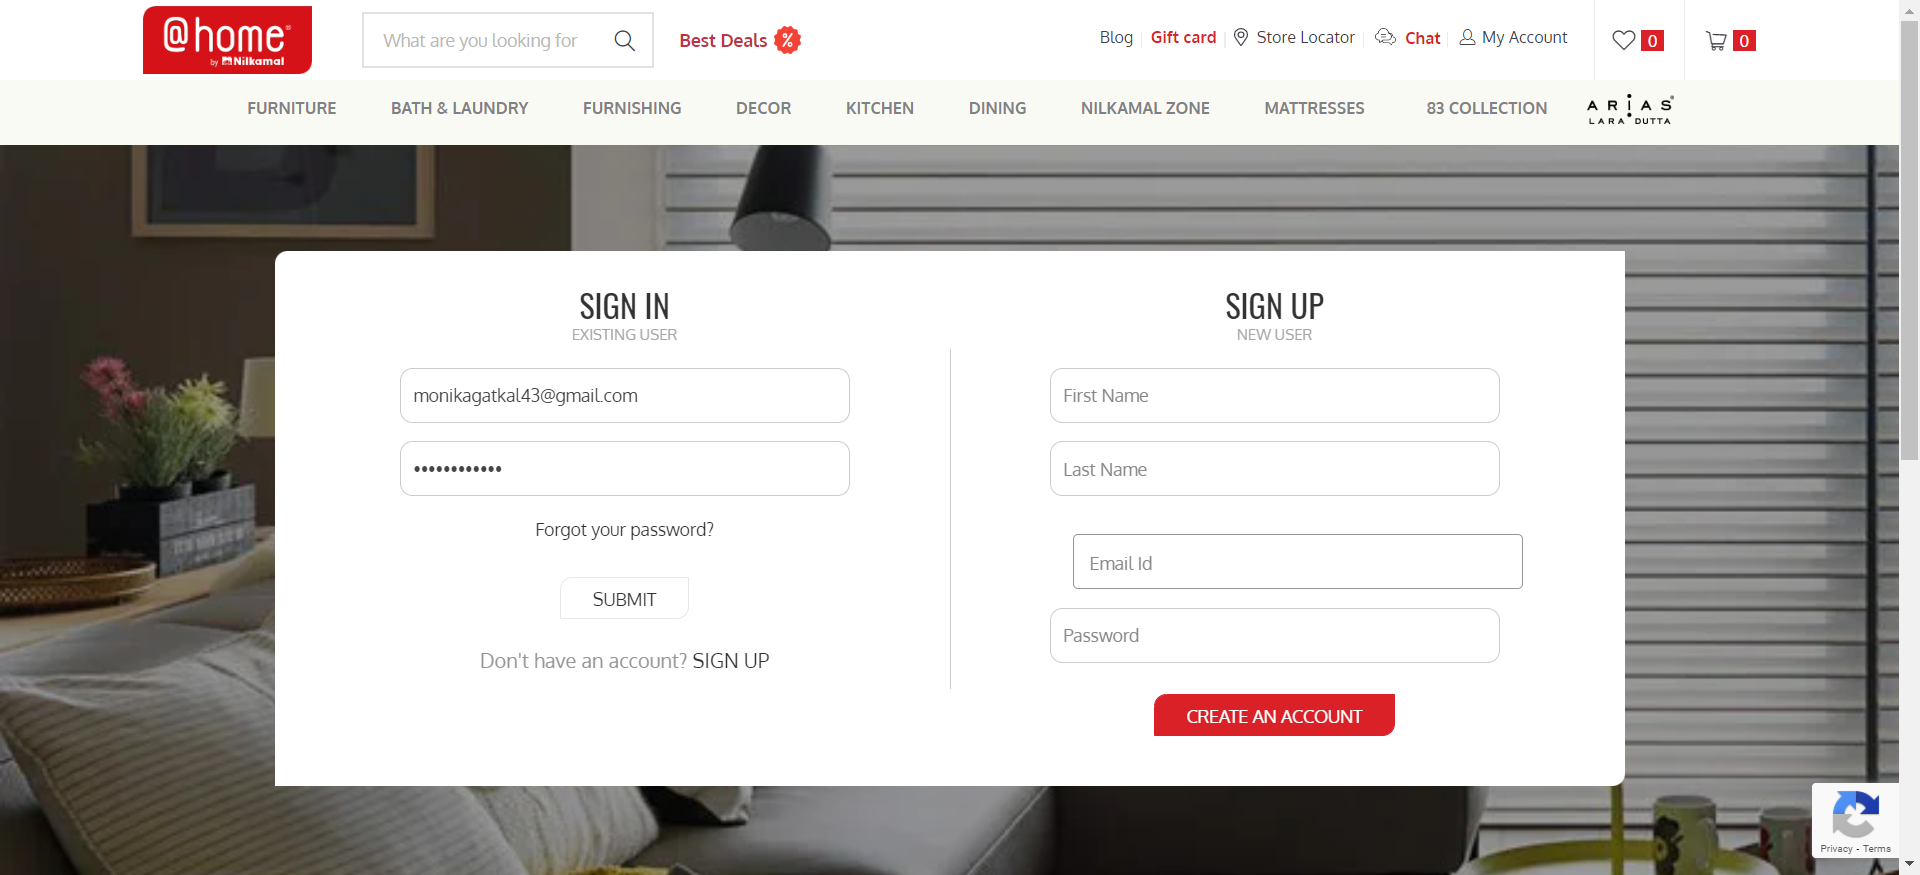 @home
by Nilkamal
What are you looking for
Best Deals %
Blog
Gift card
Store Locator
Chat
My Account
0
0
FURNITURE
BATH & LAUNDRY
FURNISHING
DECOR
KITCHEN
DINING
NILKAMAL ZONE
MATTRESSES
83 COLLECTION
ARIAS
LARA DUTTA
SIGN IN
EXISTING USER
monikagatkal43@gmail.com
••••••••••••
Forgot your password?
SUBMIT
Don't have an account? SIGN UP
SIGN UP
NEW USER
First Name
Last Name
Email Id
Password
CREATE AN ACCOUNT
Privacy - Terms